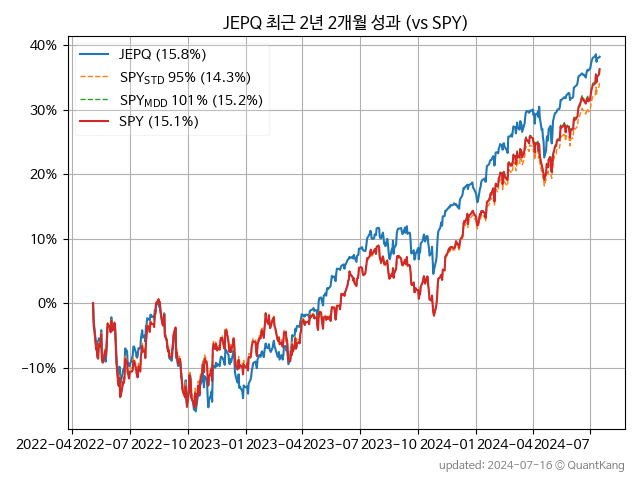 JEPQ 최근 2년 2개월 성과 (vs SPY)
40%
30%
20%
10%
0%
−10%
JEPQ (15.8%)
SPY_STD 95% (14.3%)
SPY_MDD 101% (15.2%)
SPY (15.1%)
2022-04 2022-07 2022-10 2023-01 2023-04 2023-07 2023-10 2024-01 2024-04 2024-07
updated: 2024-07-16 © QuantKang